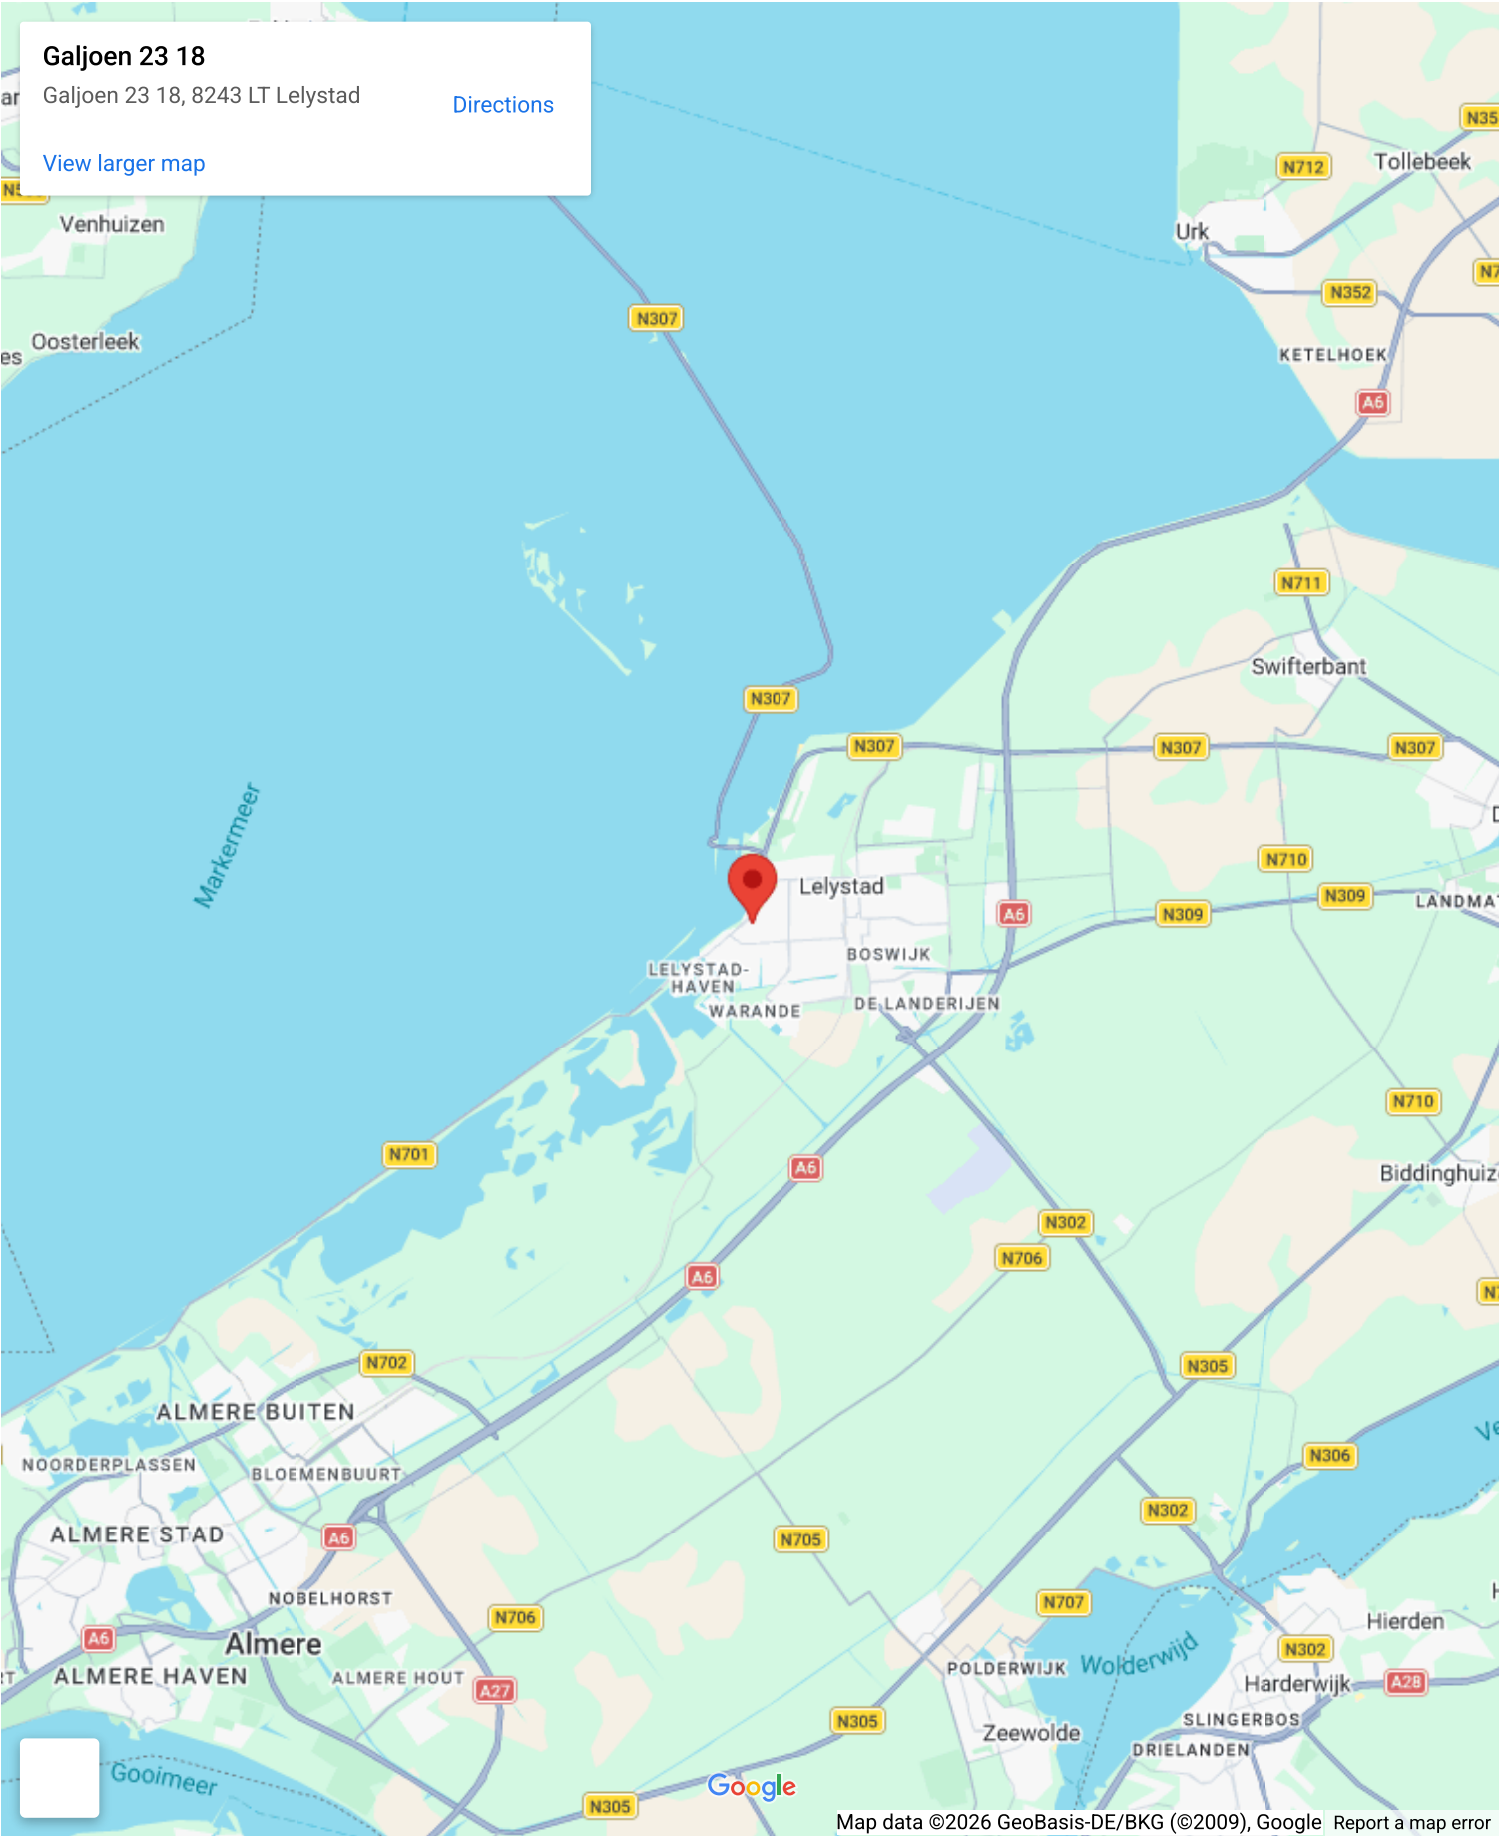 Galjoen 23 18
Galjoen 23 18, 8243 LT Lelystad
Directions
View larger map
N712
Tollebeek
Venhuizen
Urk
N352
N307
Oosterleek
KETELHOEK
A6
N711
Swifterbant
N307
N307
N307
N307
Markermeer
N710
Lelystad
N309
A6
N309
BOSWIJK
LELYSTAD-
HAVEN
DE LANDERIJEN
WARANDE
N710
N701
A6
N302
N706
A6
N702
N305
ALMERE BUITEN
N306
NOORDERPLASSEN
BLOEMENBUURT
N302
ALMERE STAD
A6
N705
NOBELHORST
N707
N706
Hierden
A6
Almere
N302
Wolderwijd
POLDERWIJK
ALMERE HAVEN
ALMERE HOUT
A27
Harderwijk
A28
N305
SLINGERBOS
Zeewolde
DRIELANDEN
Gooimeer
Google
N305
Map data ©2026 GeoBasis-DE/BKG (©2009), Google
Report a map error